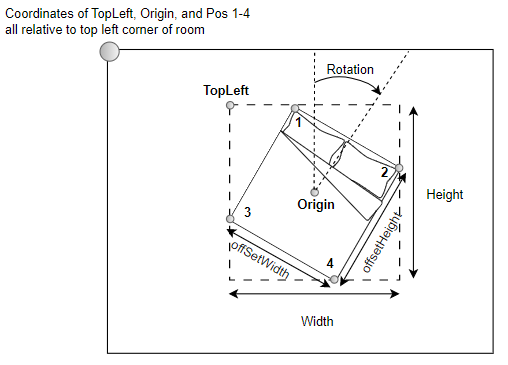 Coordinates of TopLeft, Origin, and Pos 1-4
all relative to top left corner of room
Rotation
TopLeft
1
2
Height
Origin
3
offsetHeight
offSetWidth
4
Width